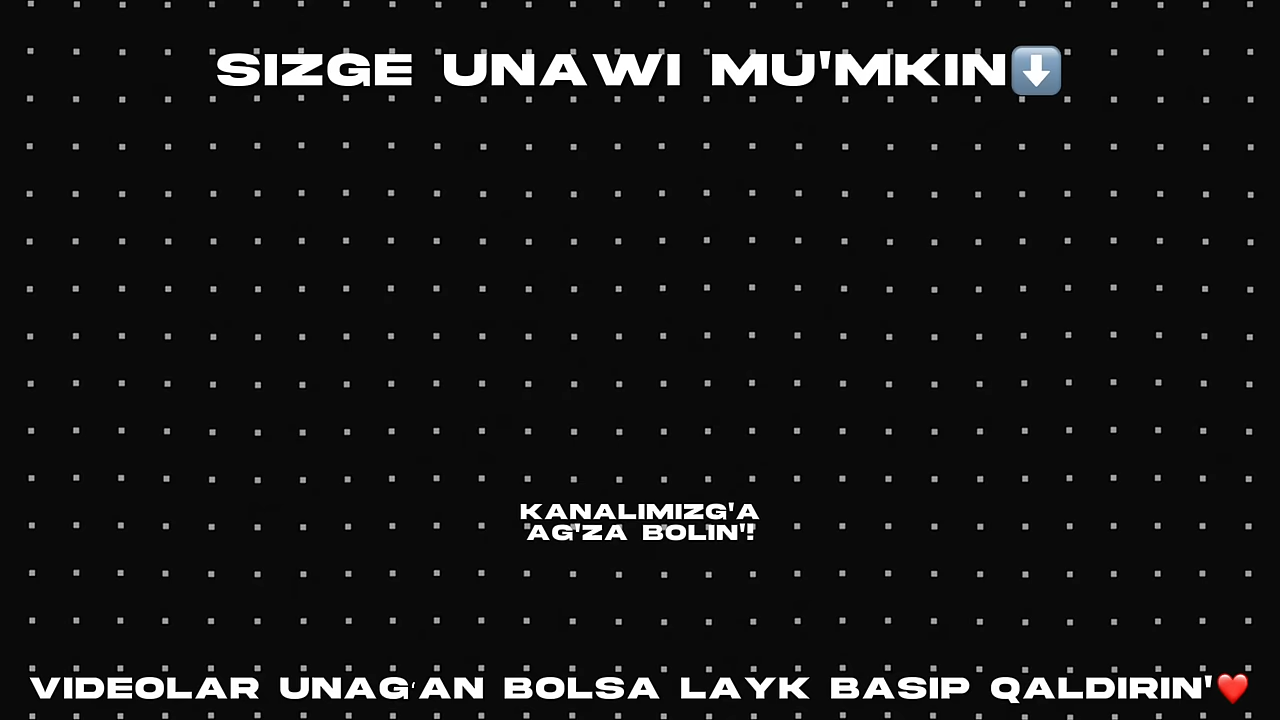 SIZGE UNAWI MU'MKIN⬇️
KANALIMIZG'A
AG'ZA BOLIN'!
VIDEOLAR UNAG‘AN BOLSA LAYK BASIP QALDIRIN'❤️